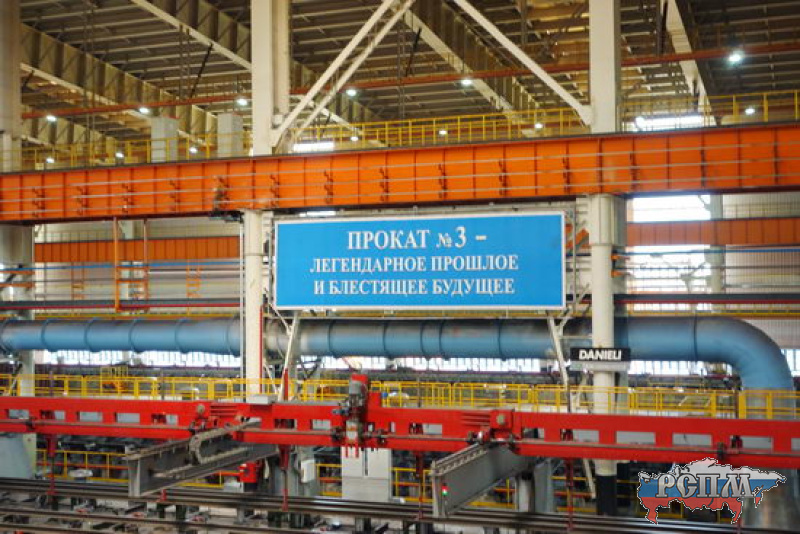 ПРОКАТ №3 –
ЛЕГЕНДАРНОЕ ПРОШЛОЕ
И БЛЕСТЯЩЕЕ БУДУЩЕЕ
DANIELI
РСПМ